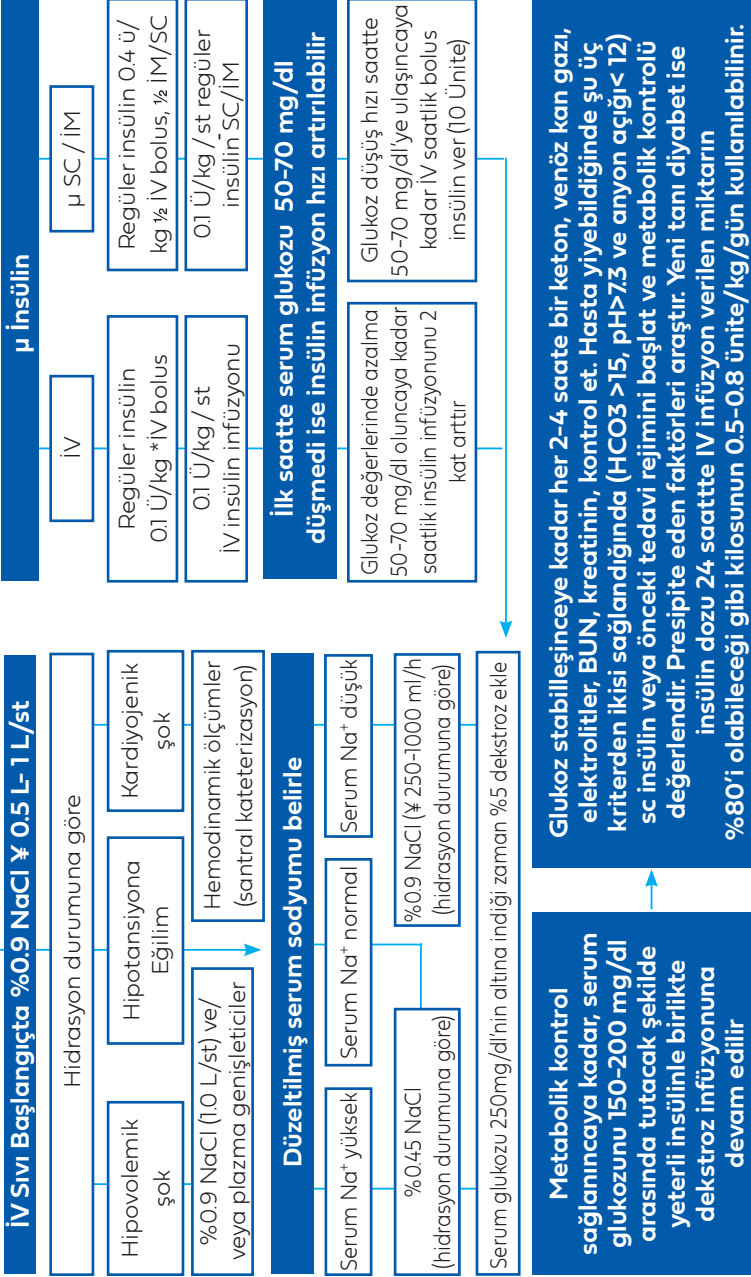 İV Sıvı Başlangıçta %0.9 NaCl ¥ 0.5 L- 1 L/st
Hidrasyon durumuna göre
Hipovolemik
şok
Hipotansiyona
Eğilim
Kardiyojenik
şok
%0.9 NaCl (1.0 L/st) ve/
veya plazma genişleticiler
Hemodinamik ölçümler
(santral kateterizasyon)
Düzeltilmiş serum sodyumu belirle
Serum Na⁺ yüksek
Serum Na⁺ normal
Serum Na⁺ düşük
%0.45 NaCl
(hidrasyon durumuna göre)
%0.9 NaCl (¥ 250-1000 ml/h
(hidrasyon durumuna göre)
Serum glukozu 250mg/dl'nin altına indiği zaman %5 dekstroz ekle
µ İnsülin
İV
µ SC / İM
Regüler insülin
0.1 Ü/kg *İV bolus
Regüler insülin 0.4 ü/
kg ½ İV bolus, ½ İM/SC
0.1 Ü/kg / st
İV insülin infüzyonu
0.1 Ü/kg / st regüler
insülin SC/İM
İlk saatte serum glukozu 50-70 mg/dl
düşmedi ise insülin infüzyon hızı artırılabilir
Glukoz değerlerinde azalma
50-70 mg/dl oluncaya kadar
saatlik insülin infüzyonunu 2
kat arttır
Glukoz düşüş hızı saatte
50-70 mg/dl'ye ulaşıncaya
kadar İV saatlik bolus
insülin ver (10 Ünite)
Metabolik kontrol
sağlanıncaya kadar, serum
glukozunu 150-200 mg/dl
arasında tutacak şekilde
yeterli insülinle birlikte
dekstroz infüzyonuna
devam edilir
Glukoz stabilleşinceye kadar her 2-4 saate bir keton, venöz kan gazı,
elektrolitler, BUN, kreatinin, kontrol et. Hasta yiyebildiğinde şu üç
kriterden ikisi sağlandığında (HCO3 >15, pH>7.3 ve anyon açığı< 12)
sc insülin veya önceki tedavi rejimini başlat ve metabolik kontrolü
değerlendir. Presipite eden faktörleri araştır. Yeni tanı diyabet ise
insülin dozu 24 saattte IV infüzyon verilen miktarın
%80'i olabileceği gibi kilosunun 0.5-0.8 ünite/kg/gün kullanılabilinir.